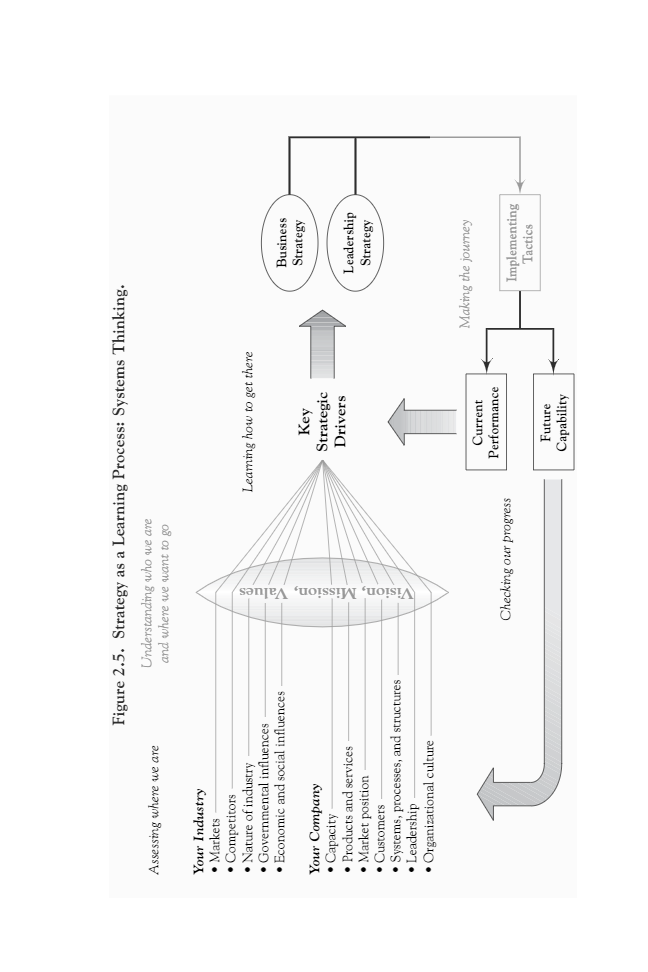 Figure 2.5. Strategy as a Learning Process: Systems Thinking.
Assessing where we are
Understanding who we are
and where we want to go
Learning how to get there
Your Industry
• Markets
• Competitors
• Nature of industry
• Governmental influences
• Economic and social influences
Your Company
• Capacity
• Products and services
• Market position
• Customers
• Systems, processes, and structures
• Leadership
• Organizational culture
Vision, Mission, Values
Key
Strategic
Drivers
Business
Strategy
Leadership
Strategy
Making the journey
Implementing
Tactics
Current
Performance
Future
Capability
Checking our progress